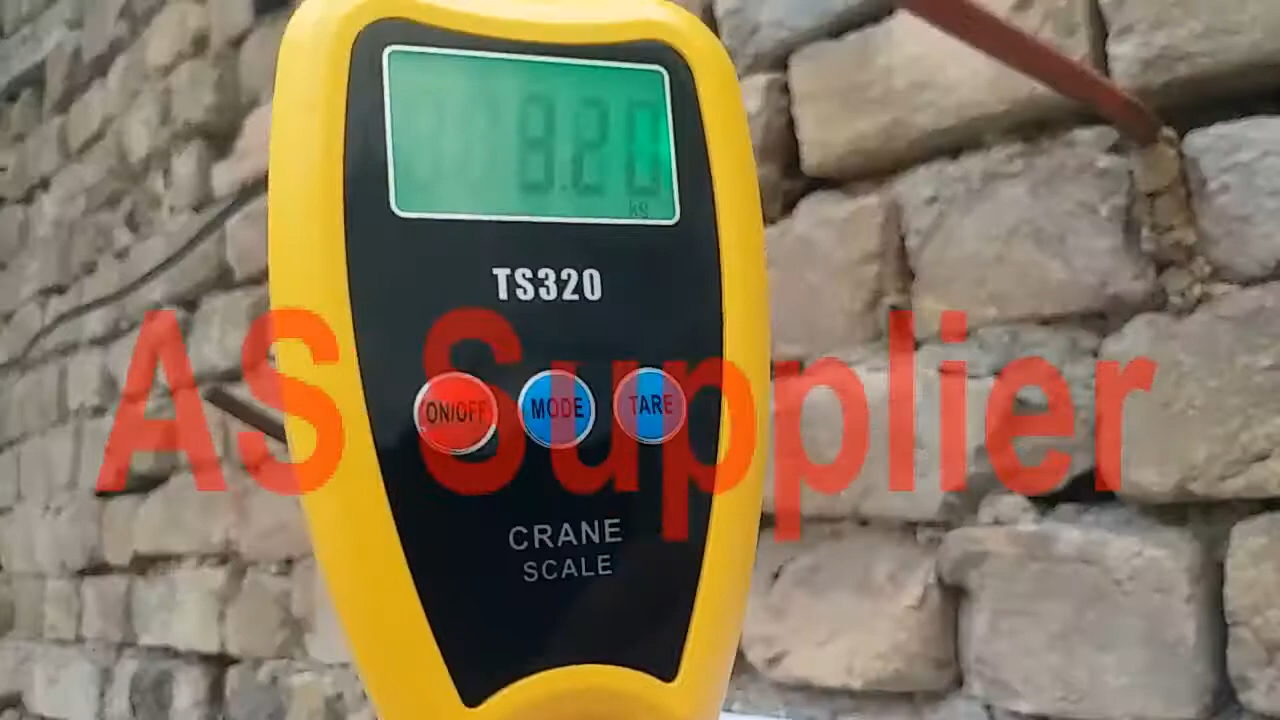 8.20
kg
TS320
AS Supplier
ON/OFF
MODE
TARE
CRANE
SCALE